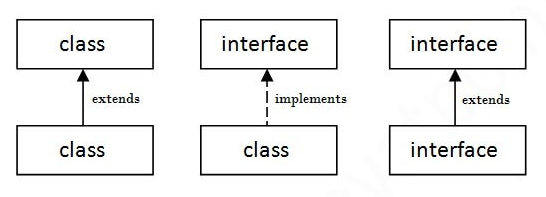 class
interface
interface
extends
implements
extends
class
class
interface